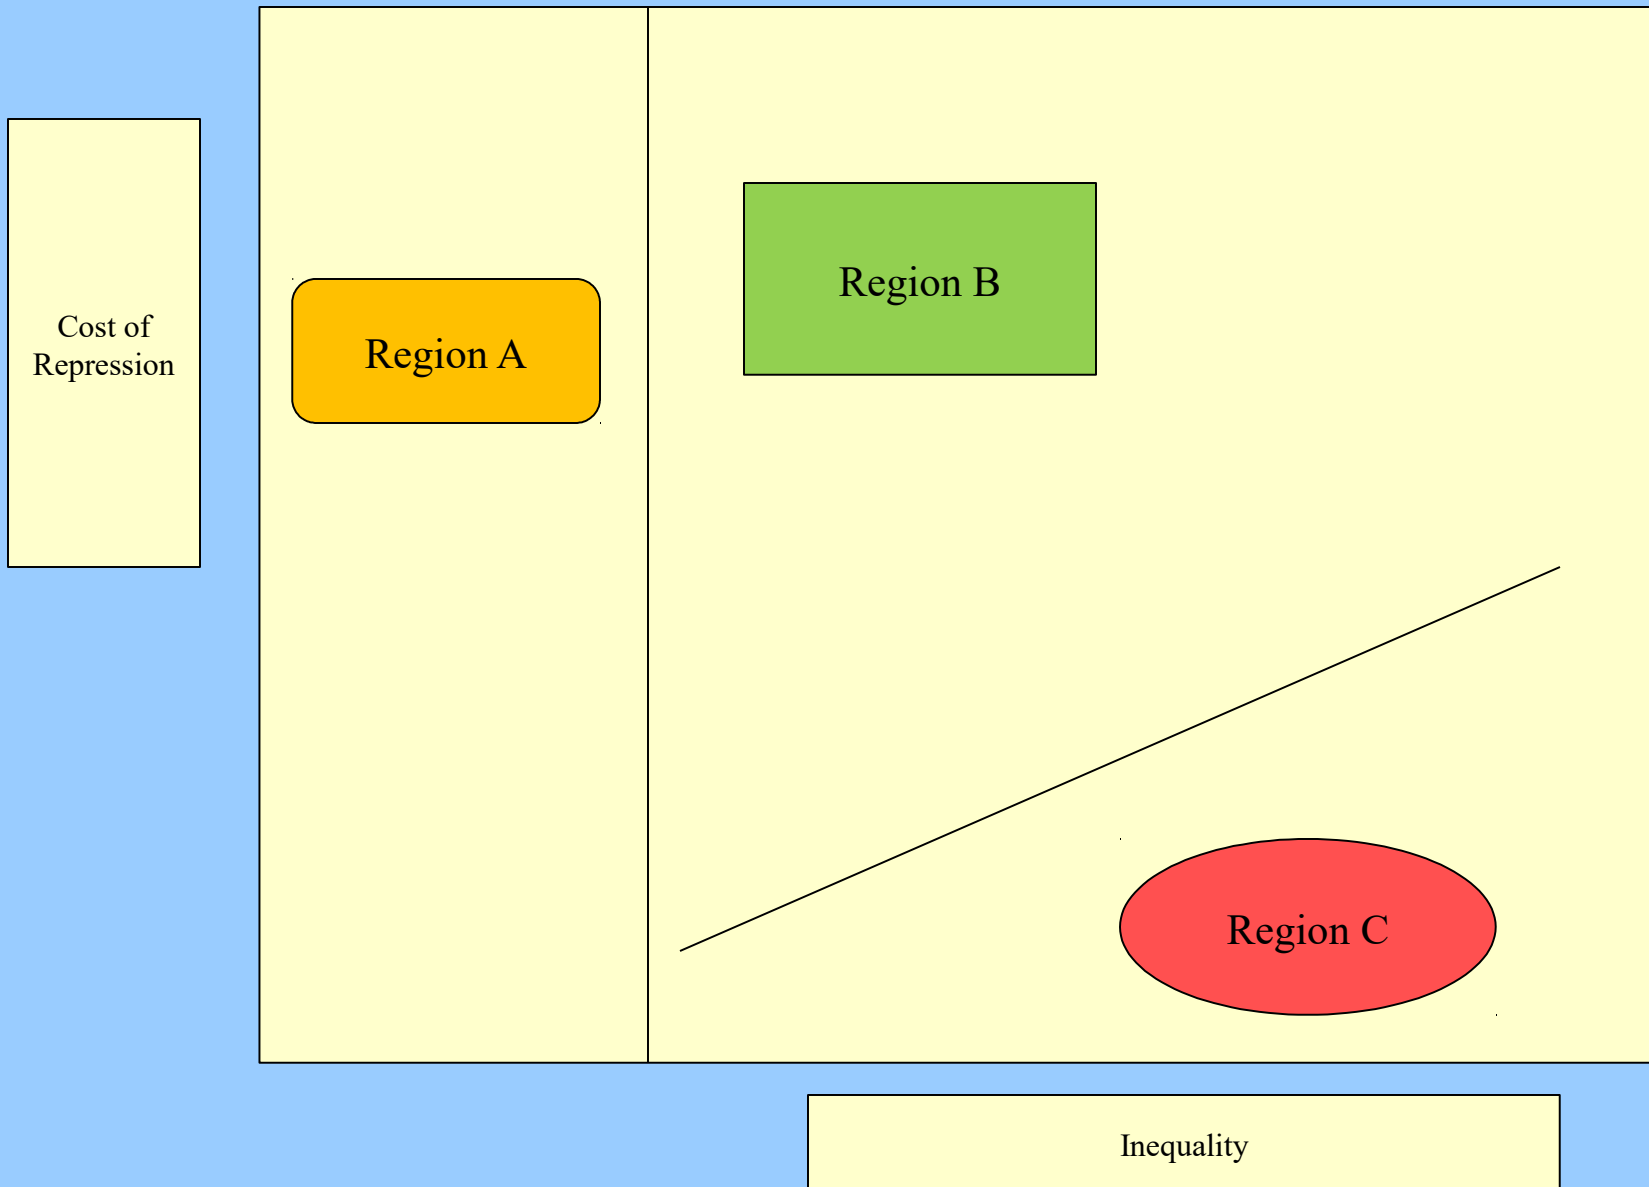 Region B
Cost of
Repression
Region A
Region C
Inequality